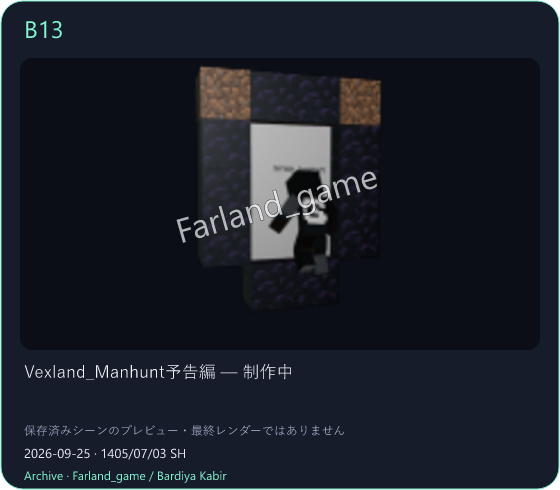 B13
Farland_game
Vexland_Manhunt予告編 — 制作中
保存済みシーンのプレビュー・最終レンダーではありません
2026-09-25 · 1405/07/03 SH
Archive · Farland_game / Bardiya Kabir